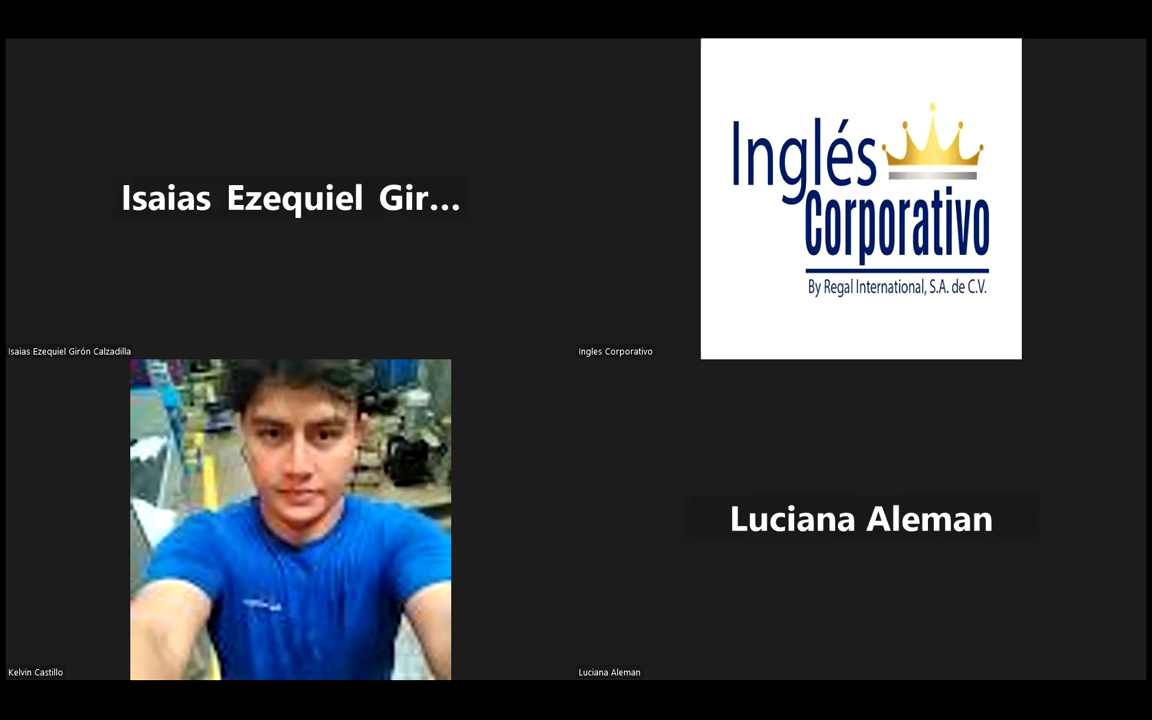 Isaias Ezequiel Gir...
Isaias Ezequiel Girón Calzadilla
Inglés
Corporativo
By Regal International, S.A. de C.V.
Ingles Corporativo
Kelvin Castillo
Luciana Aleman
Luciana Aleman